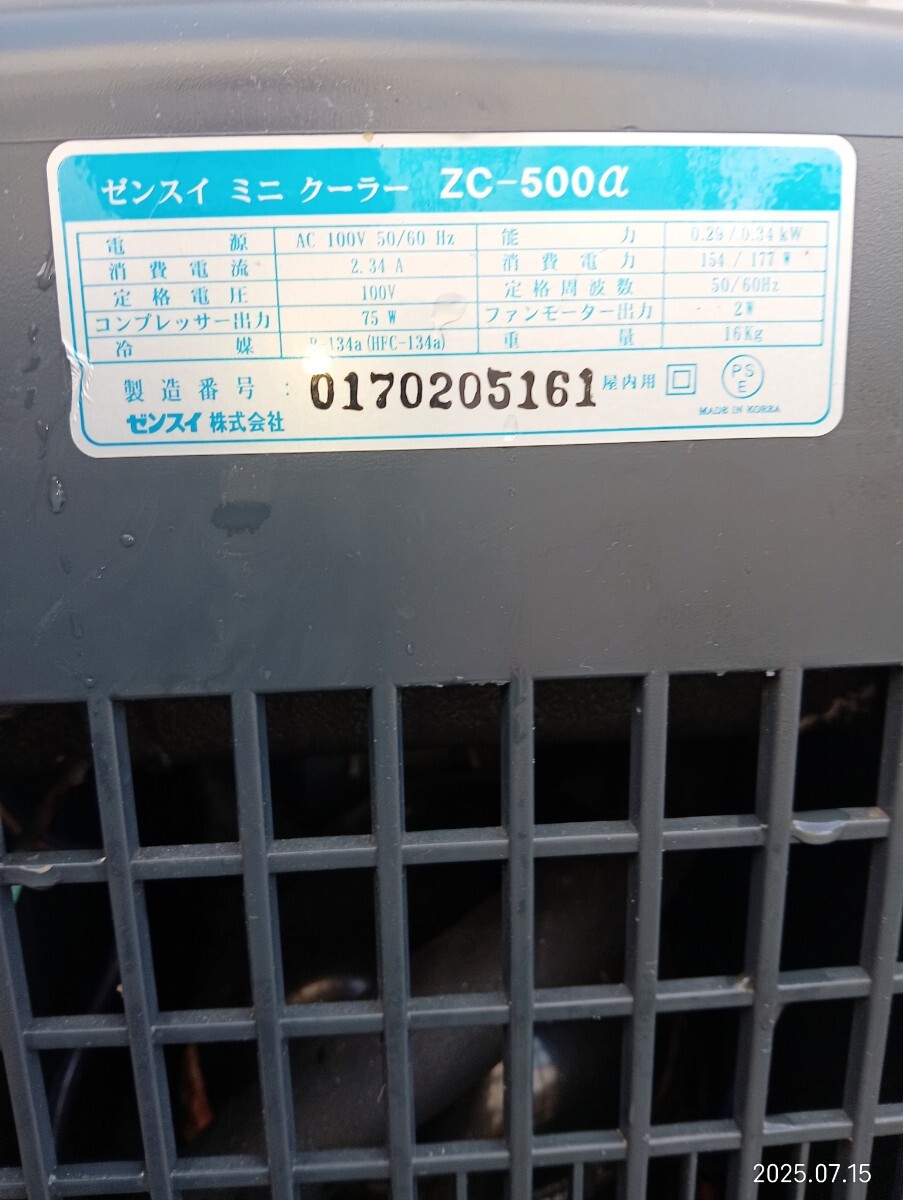 ゼンスイ ミニ クーラー ZC-500α
電源 AC 100V 50/60 Hz 能力 0.29/0.34kW
消費電流 2.34 A 消費電力 154/177 W
定格電圧 100V 定格周波数 50/60Hz
コンプレッサー出力 75 W ファンモーター出力 2W
冷媒 R-134a(HFC-134a) 重量 16Kg
製造番号 : 0170205161 屋内用 PS E
ゼンスイ 株式会社 MADE IN KOREA
2025.07.15